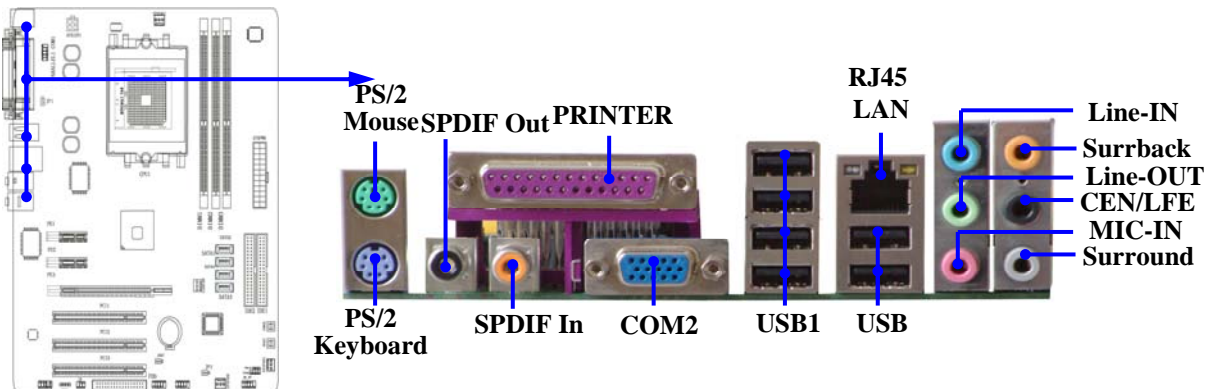 RJ45
LAN
PS/2
Mouse
SPDIF Out
PRINTER
Line-IN
Surrback
Line-OUT
CEN/LFE
MIC-IN
Surround
PS/2
Keyboard
SPDIF In
COM2
USB1
USB